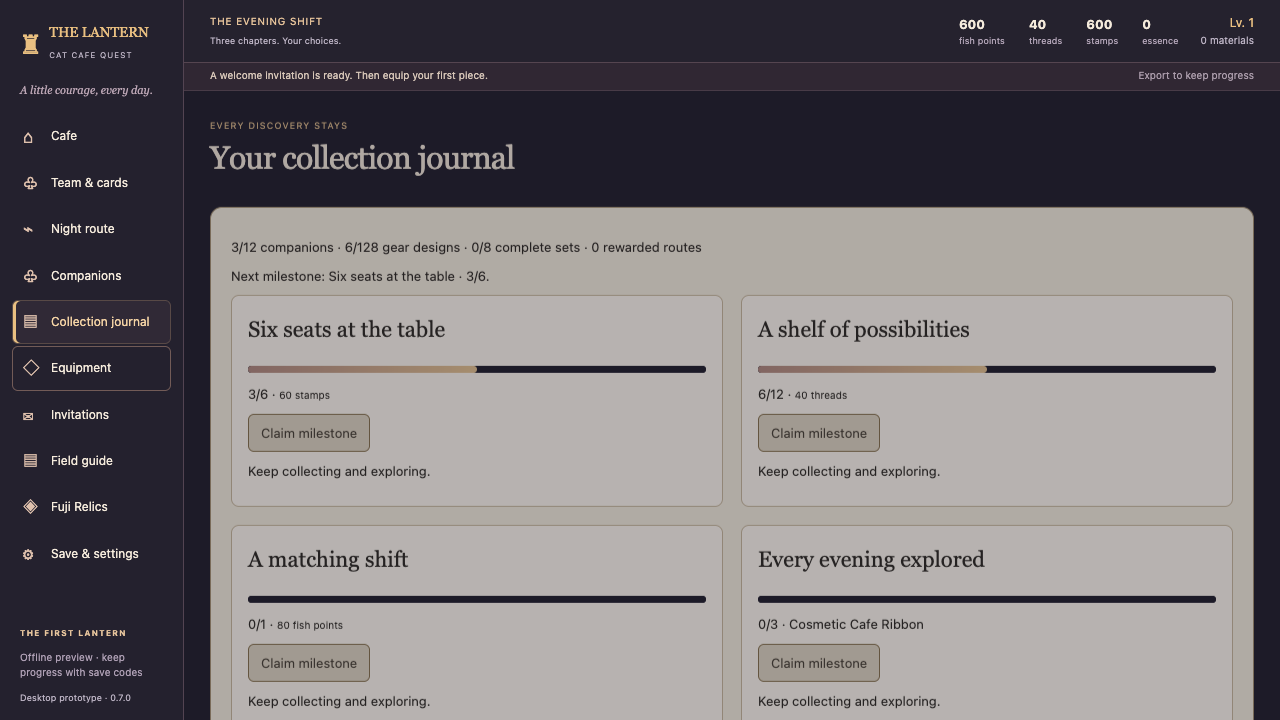 THE LANTERN
CAT CAFE QUEST
A little courage, every day.
Cafe
Team & cards
Night route
Companions
Collection journal
Equipment
Invitations
Field guide
Fuji Relics
Save & settings
THE FIRST LANTERN
Offline preview · keep
progress with save codes
Desktop prototype · 0.7.0
THE EVENING SHIFT
Three chapters. Your choices.
600 fish points
40 threads
600 stamps
0 essence
Lv. 1
0 materials
A welcome invitation is ready. Then equip your first piece.
Export to keep progress
EVERY DISCOVERY STAYS
Your collection journal
3/12 companions · 6/128 gear designs · 0/8 complete sets · 0 rewarded routes
Next milestone: Six seats at the table · 3/6.
Six seats at the table
3/6 · 60 stamps
Claim milestone
Keep collecting and exploring.
A shelf of possibilities
6/12 · 40 threads
Claim milestone
Keep collecting and exploring.
A matching shift
0/1 · 80 fish points
Claim milestone
Keep collecting and exploring.
Every evening explored
0/3 · Cosmetic Cafe Ribbon
Claim milestone
Keep collecting and exploring.